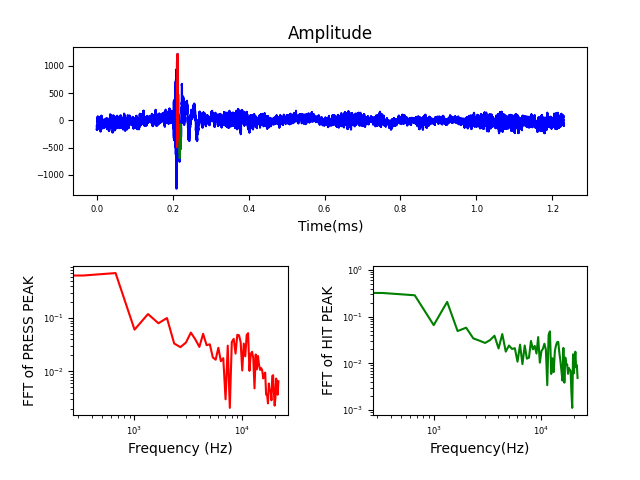 Amplitude
1000
500
0
−500
−1000
0.0 0.2 0.4 0.6 0.8 1.0 1.2
Time(ms)
FFT of PRESS PEAK
10⁻¹
10⁻²
10³ 10⁴
Frequency (Hz)
FFT of HIT PEAK
10⁰
10⁻¹
10⁻²
10⁻³
10³ 10⁴
Frequency(Hz)